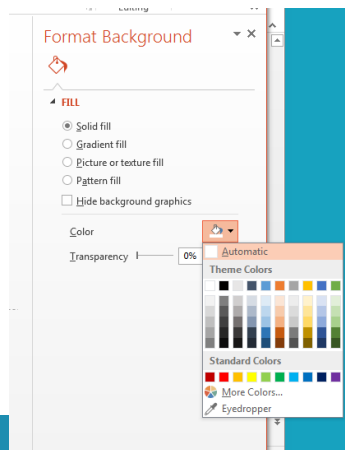 Editing
Format Background
FILL
Solid fill
Gradient fill
Picture or texture fill
Pattern fill
Hide background graphics
Color
Transparency 0%
Automatic
Theme Colors
Standard Colors
More Colors...
Eyedropper